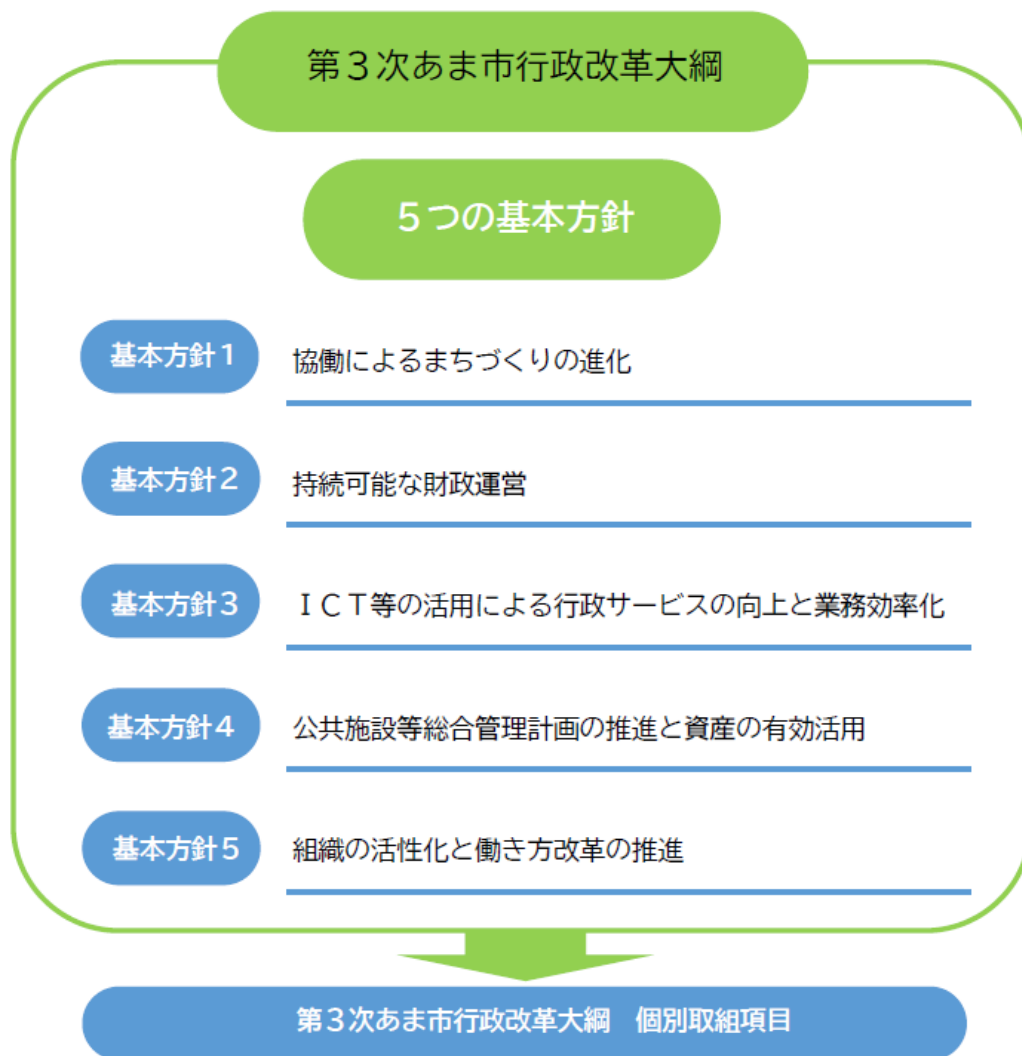 第３次あま市行政改革大綱
５つの基本方針
基本方針１
協働によるまちづくりの進化
基本方針２
持続可能な財政運営
基本方針３
ＩＣＴ等の活用による行政サービスの向上と業務効率化
基本方針４
公共施設等総合管理計画の推進と資産の有効活用
基本方針５
組織の活性化と働き方改革の推進
第３次あま市行政改革大綱　個別取組項目